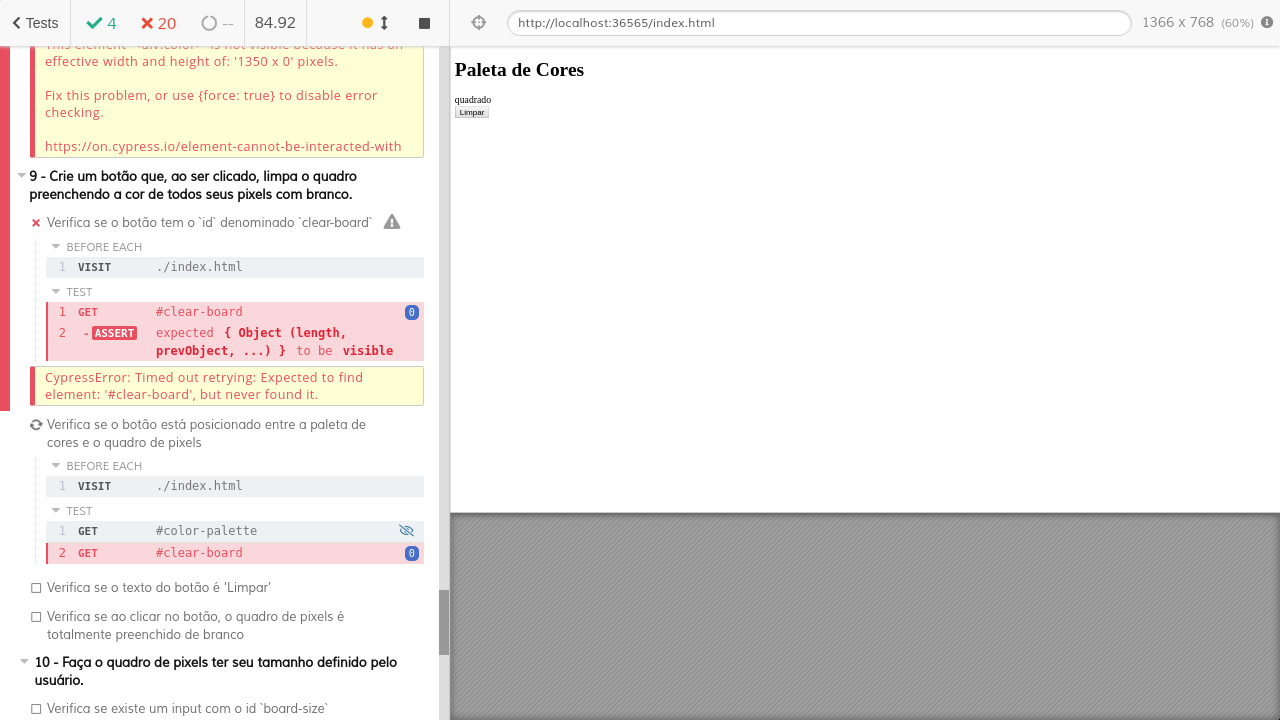 Tests 4 20 -- 84.92 http://localhost:36565/index.html 1366 x 768 (60%)
This element '<div.color>' is not visible because it has an
effective width and height of: '1350 x 0' pixels.
Fix this problem, or use {force: true} to disable error
checking.
https://on.cypress.io/element-cannot-be-interacted-with
9 - Crie um botão que, ao ser clicado, limpa o quadro
preenchendo a cor de todos seus pixels com branco.
Verifica se o botão tem o `id` denominado `clear-board`
BEFORE EACH
1 VISIT ./index.html
TEST
1 GET #clear-board 0
2 -ASSERT expected { Object (length,
prevObject, ...) } to be visible
CypressError: Timed out retrying: Expected to find
element: '#clear-board', but never found it.
Verifica se o botão está posicionado entre a paleta de
cores e o quadro de pixels
BEFORE EACH
1 VISIT ./index.html
TEST
1 GET #color-palette
2 GET #clear-board 0
Verifica se o texto do botão é 'Limpar'
Verifica se ao clicar no botão, o quadro de pixels é
totalmente preenchido de branco
10 - Faça o quadro de pixels ter seu tamanho definido pelo
usuário.
Verifica se existe um input com o id `board-size`
Paleta de Cores
quadrado
Limpar